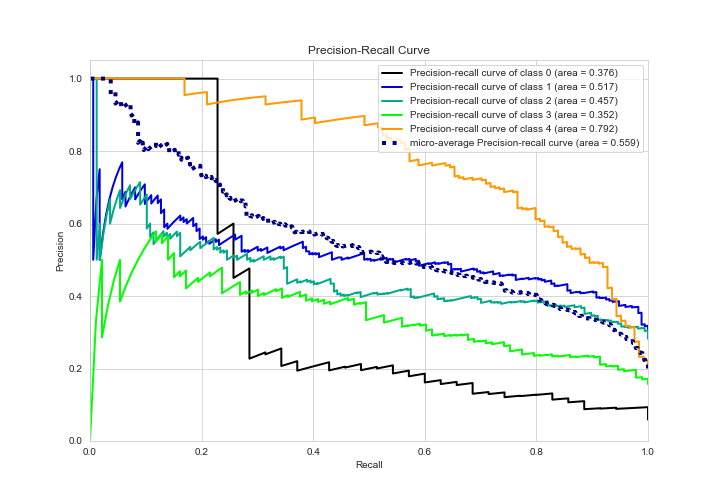 Precision-Recall Curve
Precision-recall curve of class 0 (area = 0.376)
Precision-recall curve of class 1 (area = 0.517)
Precision-recall curve of class 2 (area = 0.457)
Precision-recall curve of class 3 (area = 0.352)
Precision-recall curve of class 4 (area = 0.792)
micro-average Precision-recall curve (area = 0.559)
Precision
1.0
0.8
0.6
0.4
0.2
0.0
0.0 0.2 0.4 0.6 0.8 1.0
Recall